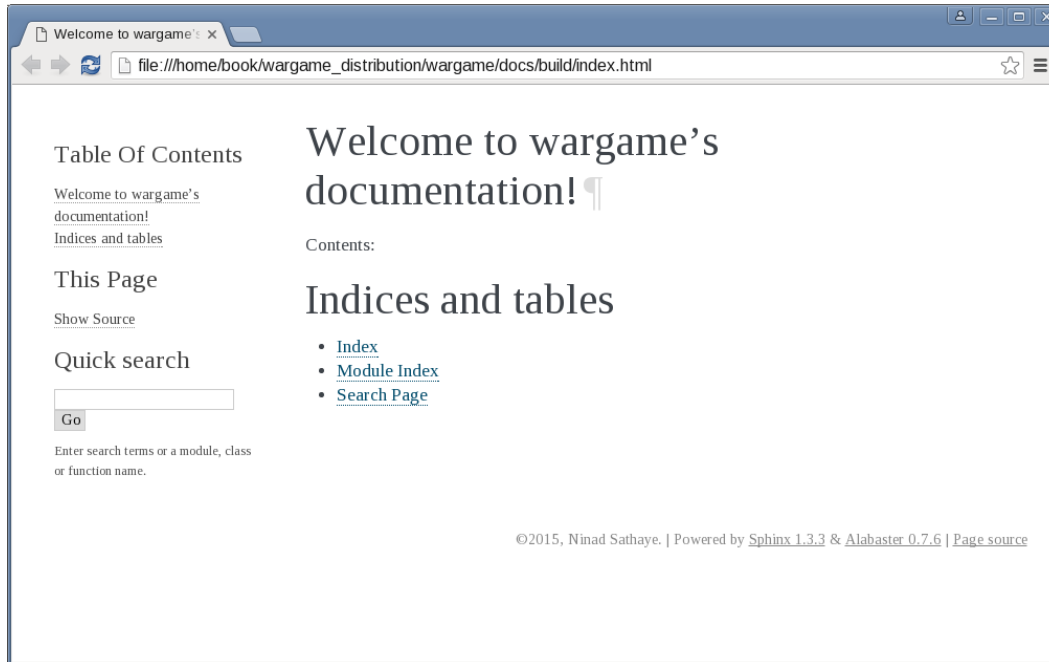 Welcome to wargame's
file:///home/book/wargame_distribution/wargame/docs/build/index.html
Table Of Contents
Welcome to wargame’s
documentation!
Indices and tables
This Page
Show Source
Quick search
Go
Enter search terms or a module, class
or function name.
Welcome to wargame’s
documentation!¶
Contents:
Indices and tables
• Index
• Module Index
• Search Page
©2015, Ninad Sathaye. | Powered by Sphinx 1.3.3 & Alabaster 0.7.6 | Page source